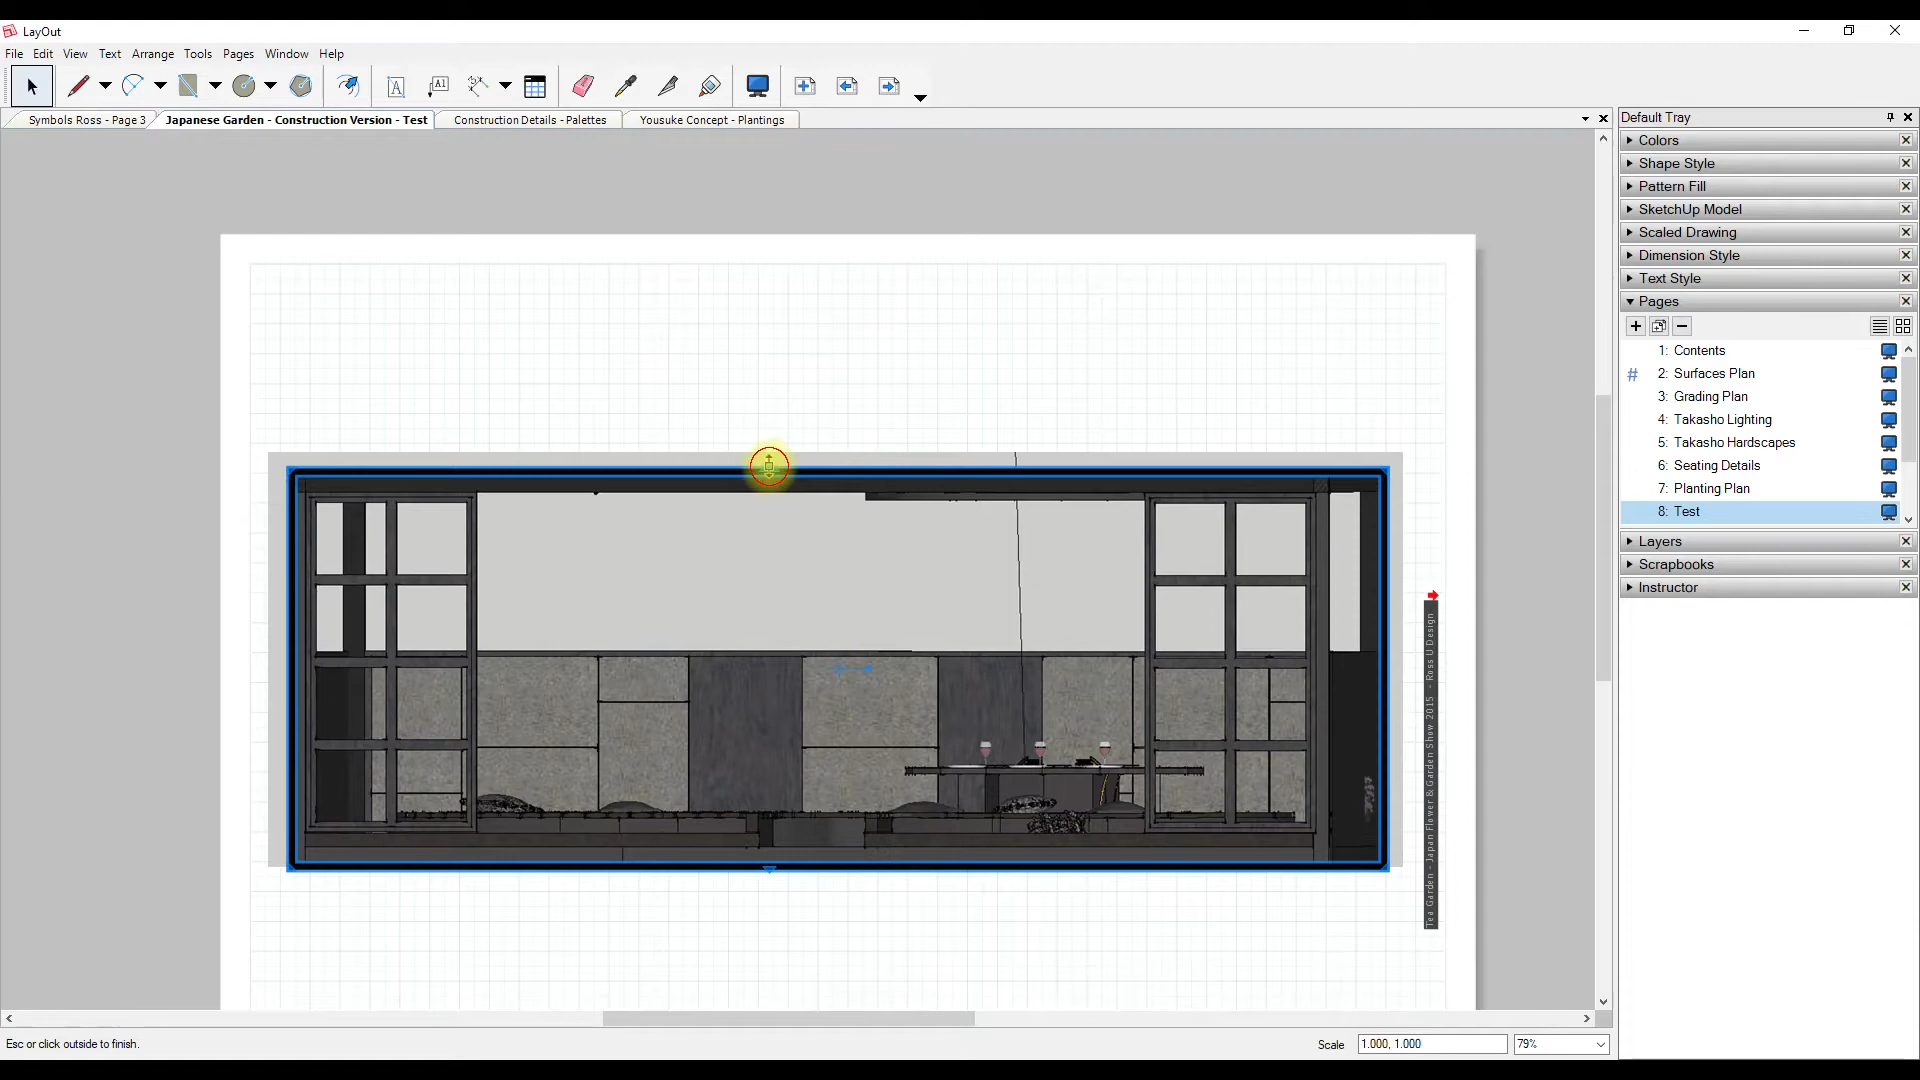 LayOut
File Edit View Text Arrange Tools Pages Window Help
A A1
Symbols Ross - Page 3 Japanese Garden - Construction Version - Test Construction Details - Palettes Yousuke Concept - Plantings
Default Tray
Colors
Shape Style
Pattern Fill
SketchUp Model
Scaled Drawing
Dimension Style
Text Style
Pages
1: Contents
# 2: Surfaces Plan
3: Grading Plan
4: Takasho Lighting
5: Takasho Hardscapes
6: Seating Details
7: Planting Plan
8: Test
Layers
Scrapbooks
Instructor
Tea Garden - Japan Flower & Garden Show 2015 - Ross U Design
Esc or click outside to finish.
Scale 1.000, 1.000 79%